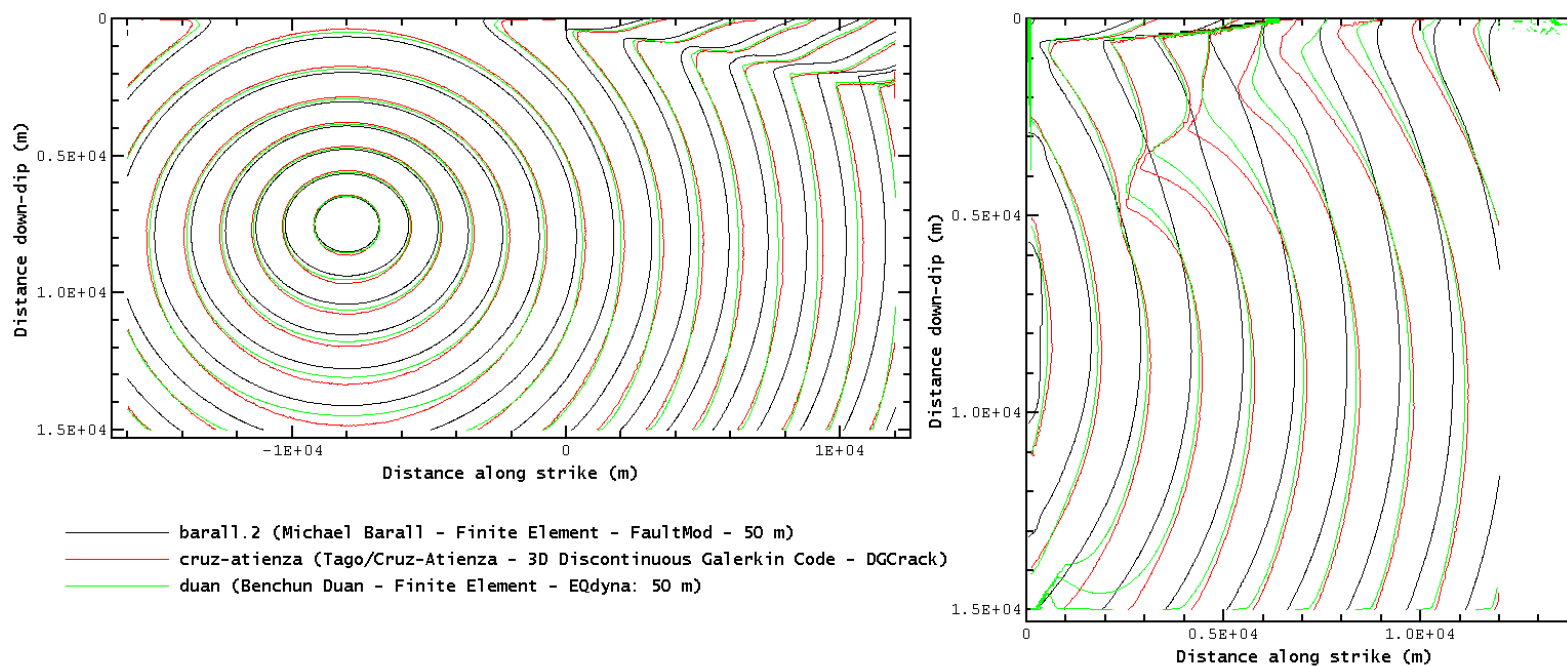 0
0.5E+04
1.0E+04
1.5E+04
Distance down-dip (m)
-1E+04
0
1E+04
Distance along strike (m)
barall.2 (Michael Barall - Finite Element - FaultMod - 50 m)
cruz-atienza (Tago/Cruz-Atienza - 3D Discontinuous Galerkin Code - DGCrack)
duan (Benchun Duan - Finite Element - EQdyna: 50 m)
0
0.5E+04
1.0E+04
1.5E+04
Distance down-dip (m)
0
0.5E+04
1.0E+04
Distance along strike (m)